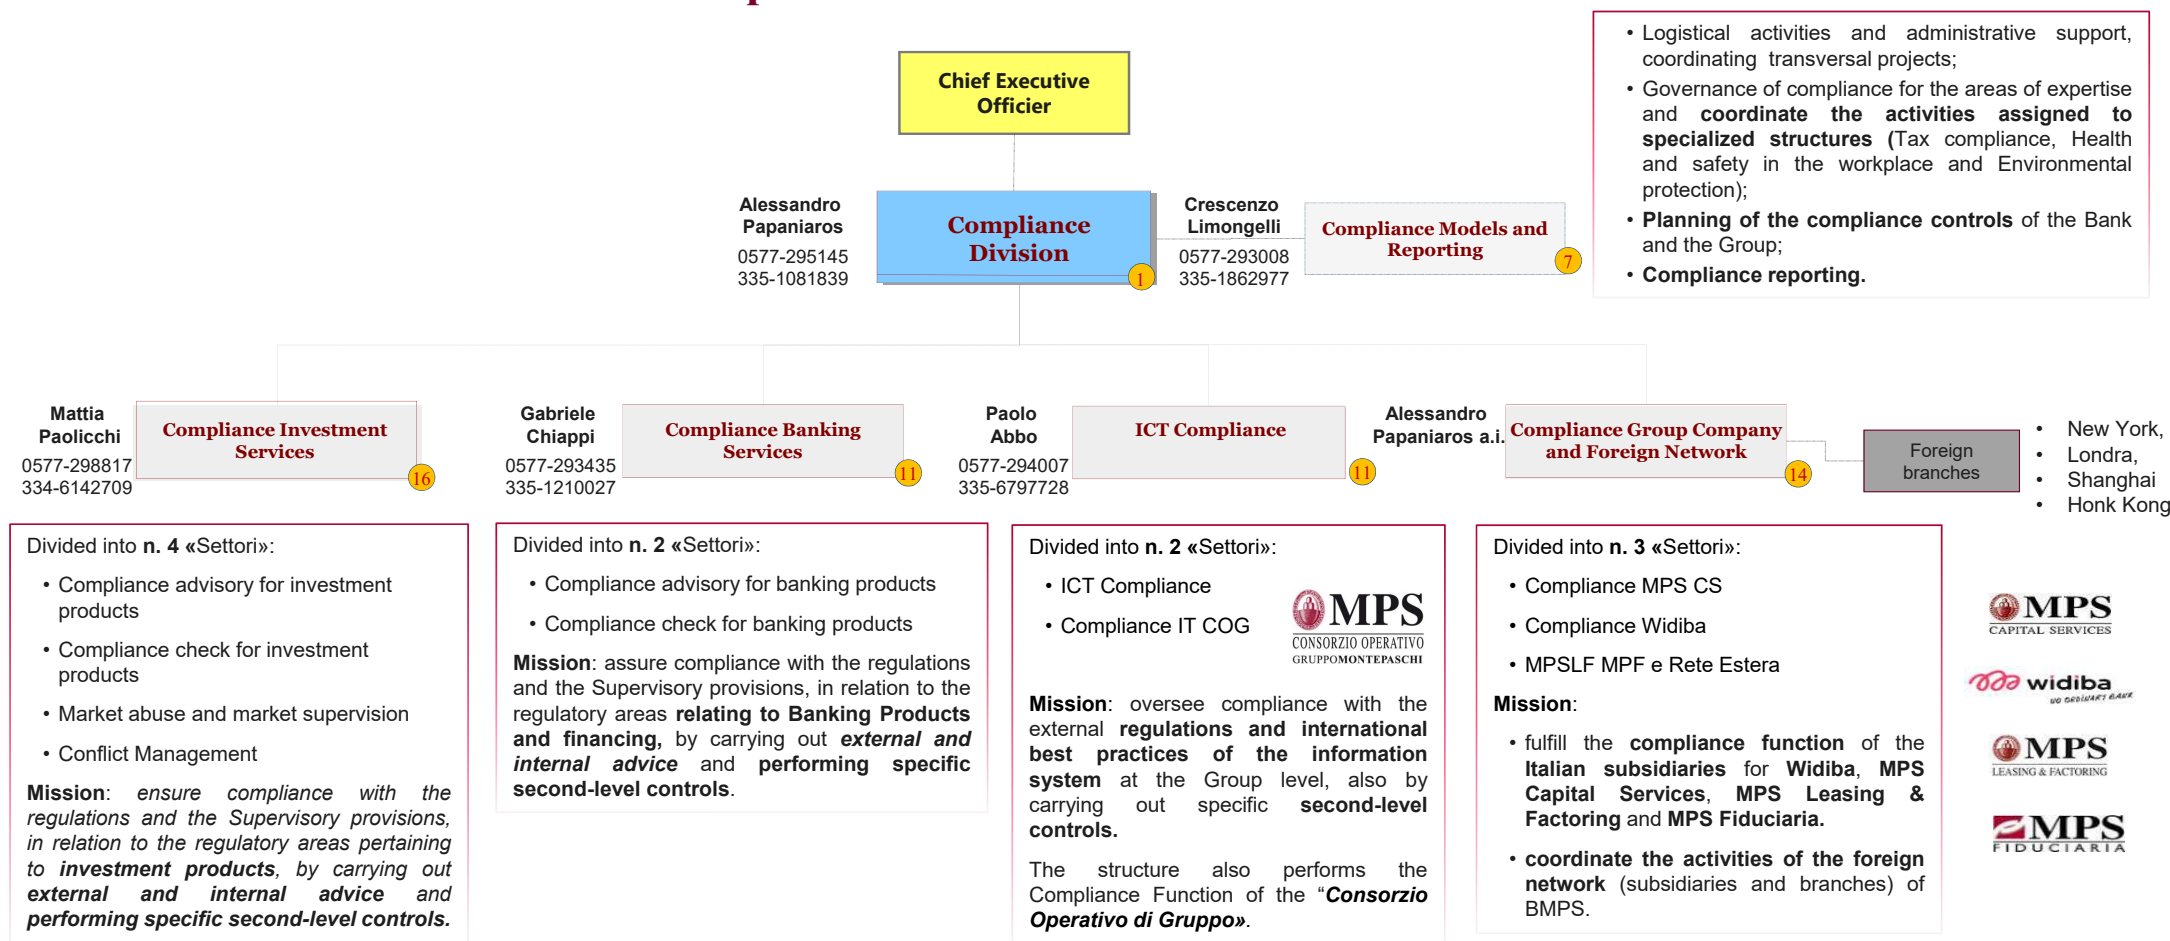 Chief Executive
Officier
• Logistical activities and administrative support,
coordinating transversal projects;
• Governance of compliance for the areas of expertise
and coordinate the activities assigned to
specialized structures (Tax compliance, Health
and safety in the workplace and Environmental
protection);
• Planning of the compliance controls of the Bank
and the Group;
• Compliance reporting.
Alessandro
Papaniaros
0577-295145
335-1081839
Compliance
Division
1
Crescenzo
Limongelli
0577-293008
335-1862977
Compliance Models and
Reporting
7
Mattia
Paolicchi
0577-298817
334-6142709
Compliance Investment
Services
16
Gabriele
Chiappi
0577-293435
335-1210027
Compliance Banking
Services
11
Paolo
Abbo
0577-294007
335-6797728
ICT Compliance
11
Alessandro
Papaniaros a.i.
Compliance Group Company
and Foreign Network
14
Foreign
branches
• New York,
• Londra,
• Shanghai
• Honk Kong
Divided into n. 4 «Settori»:
• Compliance advisory for investment
products
• Compliance check for investment
products
• Market abuse and market supervision
• Conflict Management
Mission: ensure compliance with the
regulations and the Supervisory provisions,
in relation to the regulatory areas pertaining
to investment products, by carrying out
external and internal advice and
performing specific second-level controls.
Divided into n. 2 «Settori»:
• Compliance advisory for banking products
• Compliance check for banking products
Mission: assure compliance with the regulations
and the Supervisory provisions, in relation to the
regulatory areas relating to Banking Products
and financing, by carrying out external and
internal advice and performing specific
second-level controls.
Divided into n. 2 «Settori»:
• ICT Compliance
• Compliance IT COG
MPS
CONSORZIO OPERATIVO
GRUPPOMONTEPASCHI
Mission: oversee compliance with the
external regulations and international
best practices of the information
system at the Group level, also by
carrying out specific second-level
controls.
The structure also performs the
Compliance Function of the “Consorzio
Operativo di Gruppo».
Divided into n. 3 «Settori»:
• Compliance MPS CS
• Compliance Widiba
• MPSLF MPF e Rete Estera
Mission:
• fulfill the compliance function of the
Italian subsidiaries for Widiba, MPS
Capital Services, MPS Leasing &
Factoring and MPS Fiduciaria.
• coordinate the activities of the foreign
network (subsidiaries and branches) of
BMPS.
MPS
CAPITAL SERVICES
widiba
NO ORDINARY BANK
MPS
LEASING & FACTORING
MPS
FIDUCIARIA